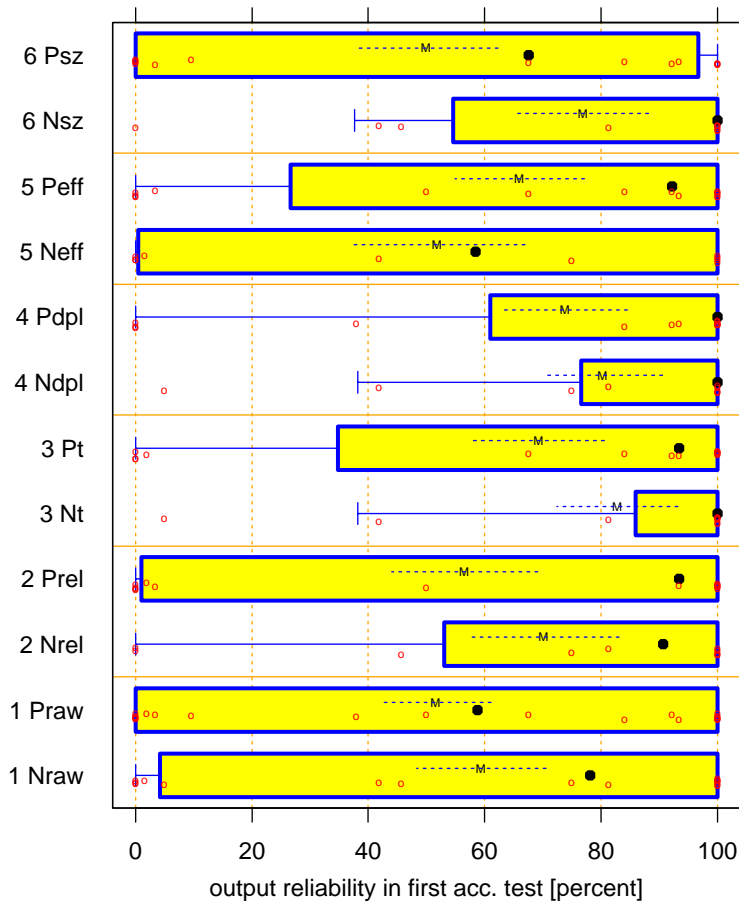 6 Psz
M
6 Nsz
M
5 Peff
M
5 Neff
M
4 Pdpl
M
4 Ndpl
M
3 Pt
M
3 Nt
M
2 Prel
M
2 Nrel
M
1 Praw
M
1 Nraw
M
0 20 40 60 80 100
output reliability in first acc. test [percent]